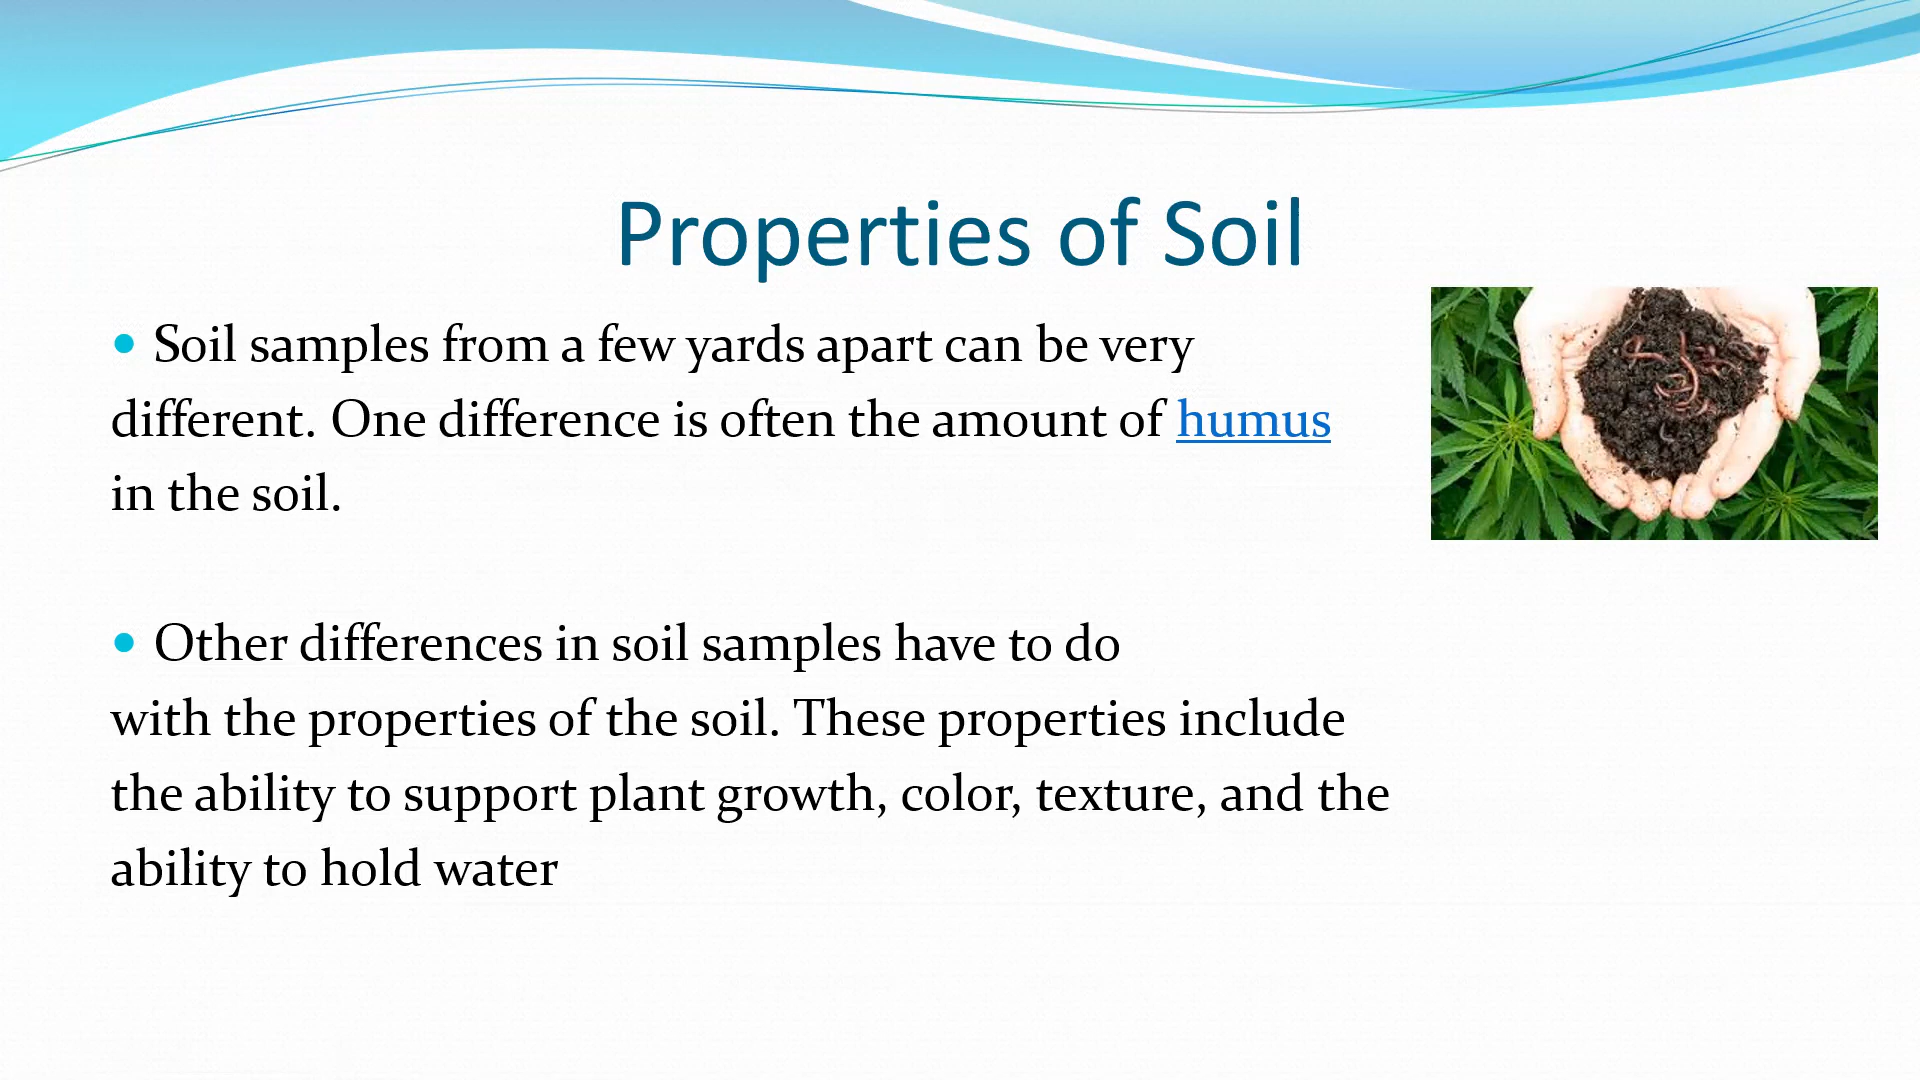 Properties of Soil
• Soil samples from a few yards apart can be very
different. One difference is often the amount of humus
in the soil.
• Other differences in soil samples have to do
with the properties of the soil. These properties include
the ability to support plant growth, color, texture, and the
ability to hold water